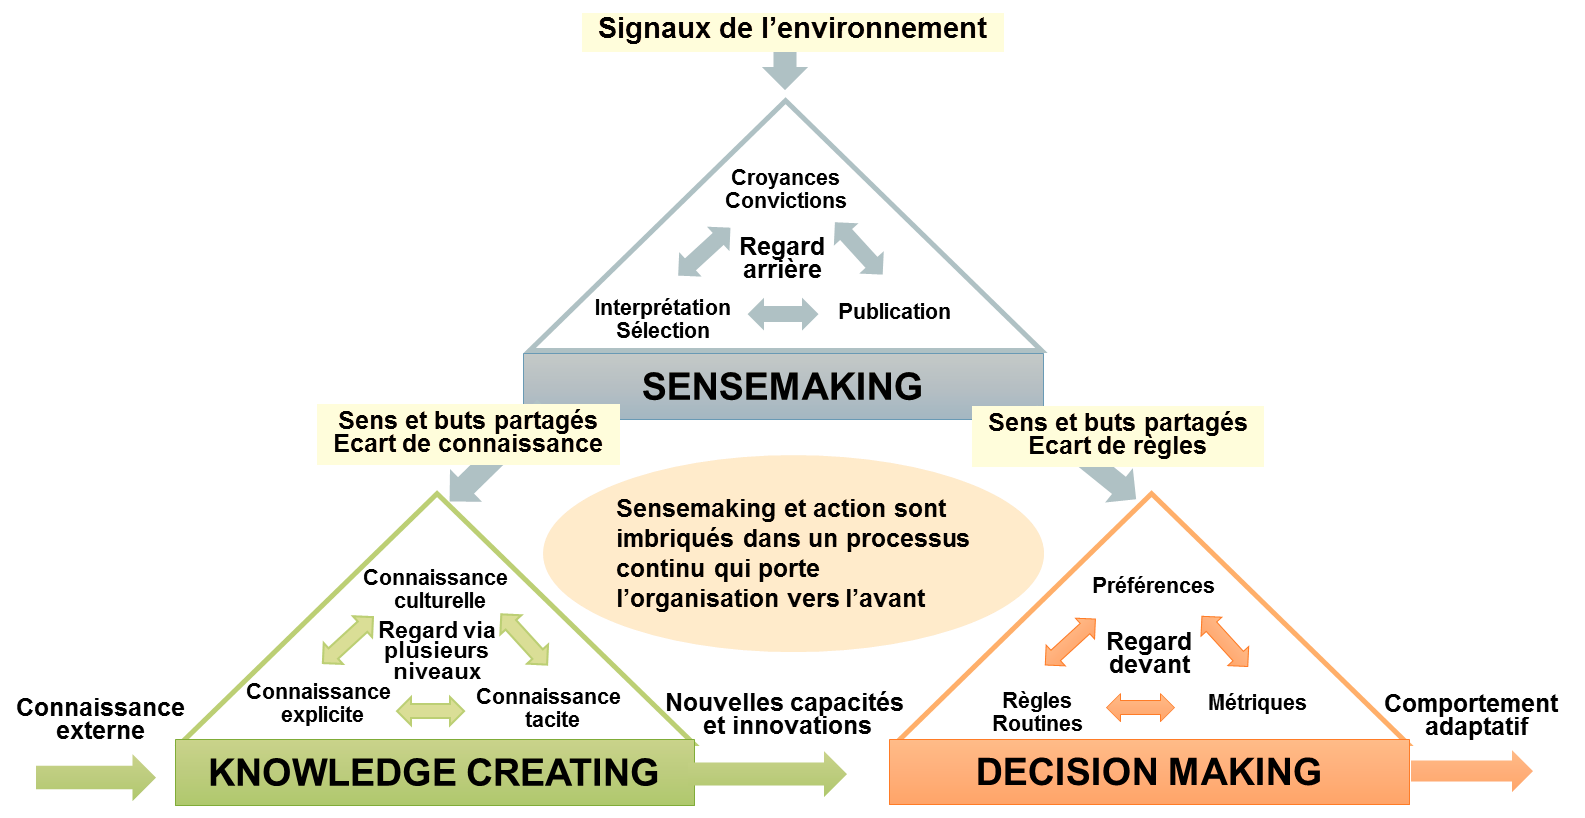 Signaux de l’environnement
Croyances
Convictions
Regard
arrière
Interprétation
Sélection
Publication
SENSEMAKING
Sens et buts partagés
Ecart de connaissance
Sens et buts partagés
Ecart de règles
Sensemaking et action sont
imbriqués dans un processus
continu qui porte
l’organisation vers l’avant
Connaissance
culturelle
Regard via
plusieurs
niveaux
Connaissance
explicite
Connaissance
tacite
Connaissance
externe
KNOWLEDGE CREATING
Nouvelles capacités
et innovations
Préférences
Regard
devant
Règles
Routines
Métriques
DECISION MAKING
Comportement
adaptatif